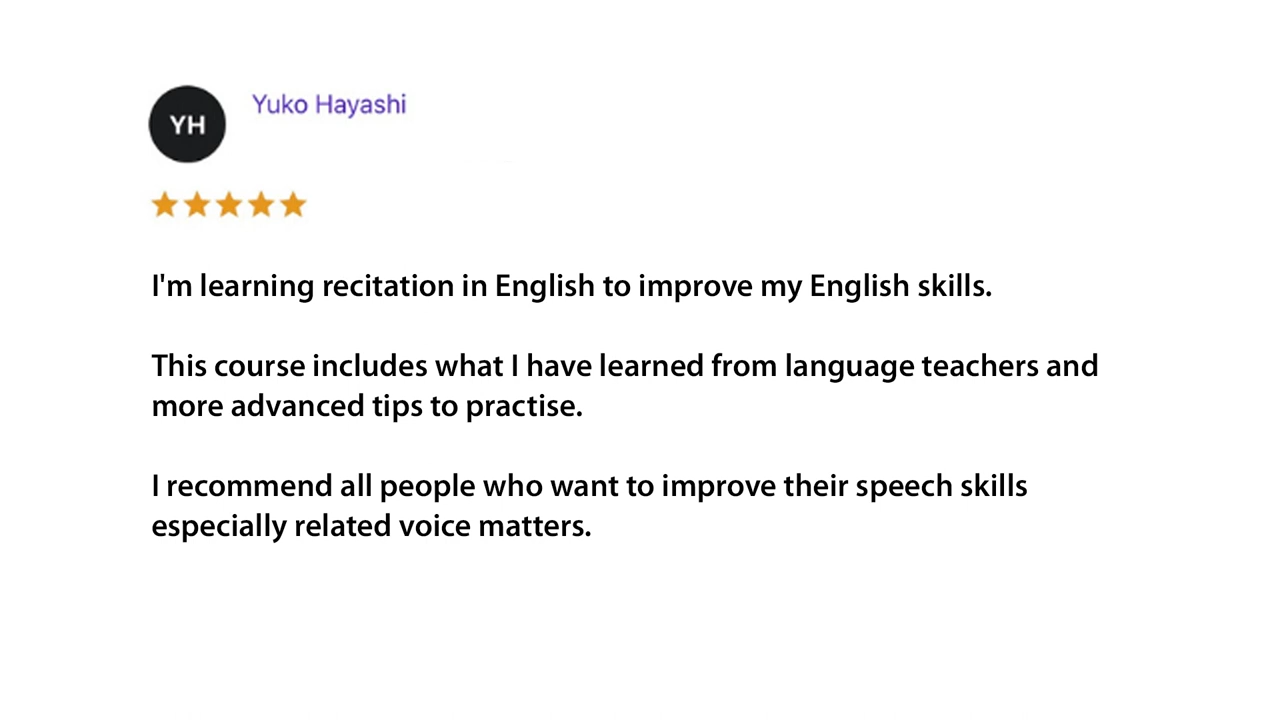 YH
Yuko Hayashi
I'm learning recitation in English to improve my English skills.
This course includes what I have learned from language teachers and
more advanced tips to practise.
I recommend all people who want to improve their speech skills
especially related voice matters.